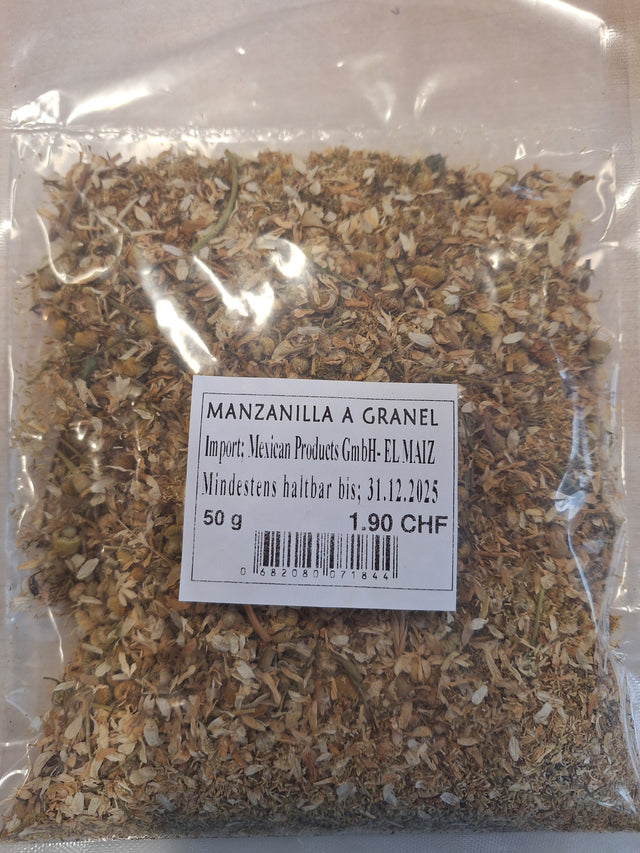 MANZANILLA A GRANEL
Import; Mexican Products GmbH- EL MAIZ
Mindestens haltbar bis; 31.12.2025
50 g 1.90 CHF
0 682080 071844